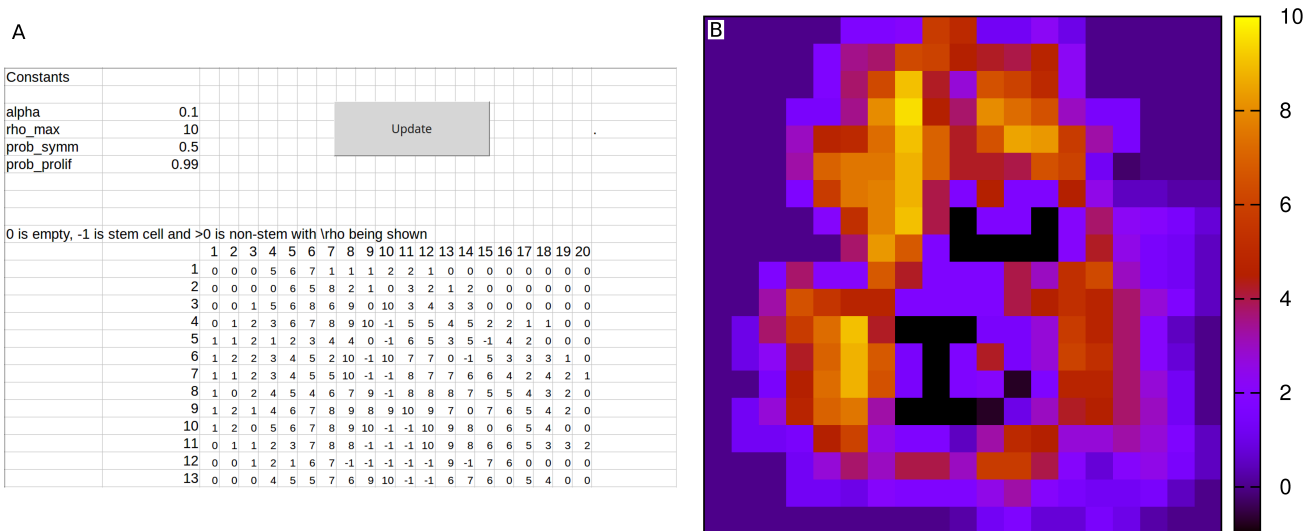 A
Constants
alpha 0.1
rho_max 10
prob_symm 0.5
prob_prolif 0.99
Update
.
0 is empty, -1 is stem cell and >0 is non-stem with \rho being shown
1 2 3 4 5 6 7 8 9 10 11 12 13 14 15 16 17 18 19 20
1 0 0 0 5 6 7 1 1 1 2 2 1 0 0 0 0 0 0 0 0
2 0 0 0 0 6 5 8 2 1 0 3 2 1 2 0 0 0 0 0 0
3 0 0 1 5 6 8 6 9 0 10 3 4 3 3 0 0 0 0 0 0
4 0 1 2 3 6 7 8 9 10 -1 5 5 4 5 2 2 1 1 0 0
5 1 1 2 1 2 3 4 4 0 -1 6 5 3 5 -1 4 2 0 0 0
6 1 2 2 3 4 5 2 10 -1 10 7 7 0 -1 5 3 3 3 1 0
7 1 1 2 3 4 5 5 10 -1 -1 8 7 7 6 6 4 2 4 2 1
8 1 0 2 4 5 4 6 7 9 -1 8 8 8 7 5 5 4 3 2 0
9 1 2 1 4 6 7 8 9 8 9 10 9 7 0 7 6 5 4 2 0
10 1 2 0 5 6 7 8 9 10 -1 -1 10 9 8 0 6 5 4 0 0
11 0 1 1 2 3 7 8 8 -1 -1 -1 10 9 8 6 6 5 3 3 2
12 0 0 1 2 1 6 7 -1 -1 -1 -1 -1 9 -1 7 6 0 0 0 0
13 0 0 0 4 5 5 7 6 9 10 -1 -1 6 7 6 0 5 4 0 0
B
10
8
6
4
2
0